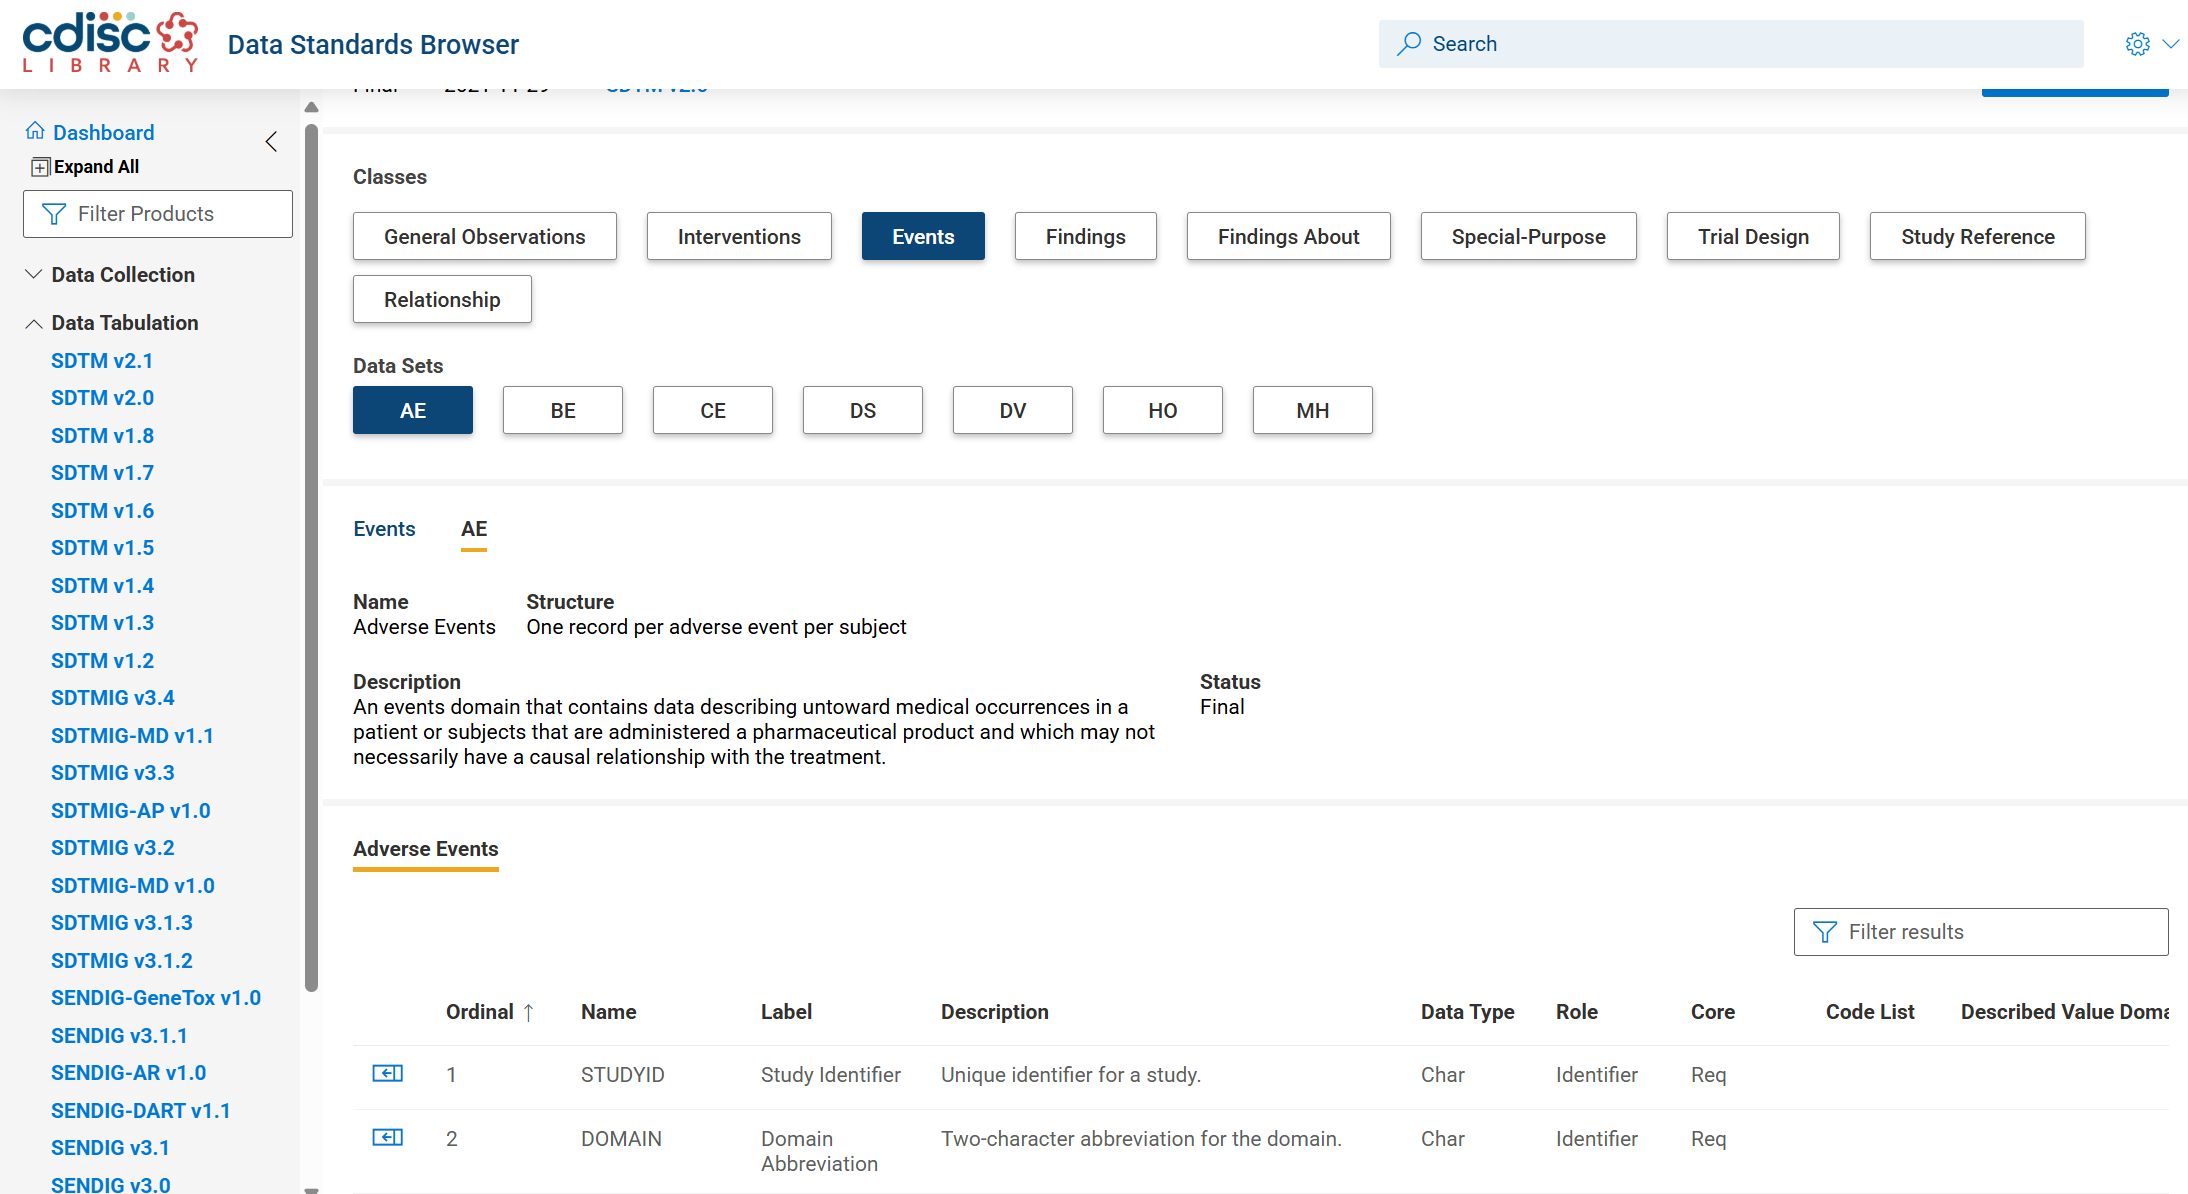 cdisc
LIBRARY
Data Standards Browser
Search
Dashboard
Expand All
Filter Products
Data Collection
Data Tabulation
SDTM v2.1
SDTM v2.0
SDTM v1.8
SDTM v1.7
SDTM v1.6
SDTM v1.5
SDTM v1.4
SDTM v1.3
SDTM v1.2
SDTMIG v3.4
SDTMIG-MD v1.1
SDTMIG v3.3
SDTMIG-AP v1.0
SDTMIG v3.2
SDTMIG-MD v1.0
SDTMIG v3.1.3
SDTMIG v3.1.2
SENDIG-GeneTox v1.0
SENDIG v3.1.1
SENDIG-AR v1.0
SENDIG-DART v1.1
SENDIG v3.1
SENDIG v3.0
Classes
General Observations Interventions Events Findings Findings About Special-Purpose Trial Design Study Reference
Relationship
Data Sets
AE BE CE DS DV HO MH
Events AE
Name Structure
Adverse Events One record per adverse event per subject
Description Status
An events domain that contains data describing untoward medical occurrences in a Final
patient or subjects that are administered a pharmaceutical product and which may not
necessarily have a causal relationship with the treatment.
Adverse Events
Filter results
Ordinal ↑ Name Label Description Data Type Role Core Code List Described Value
1 STUDYID Study Identifier Unique identifier for a study. Char Identifier Req
2 DOMAIN Domain Two-character abbreviation for the domain. Char Identifier Req
Abbreviation